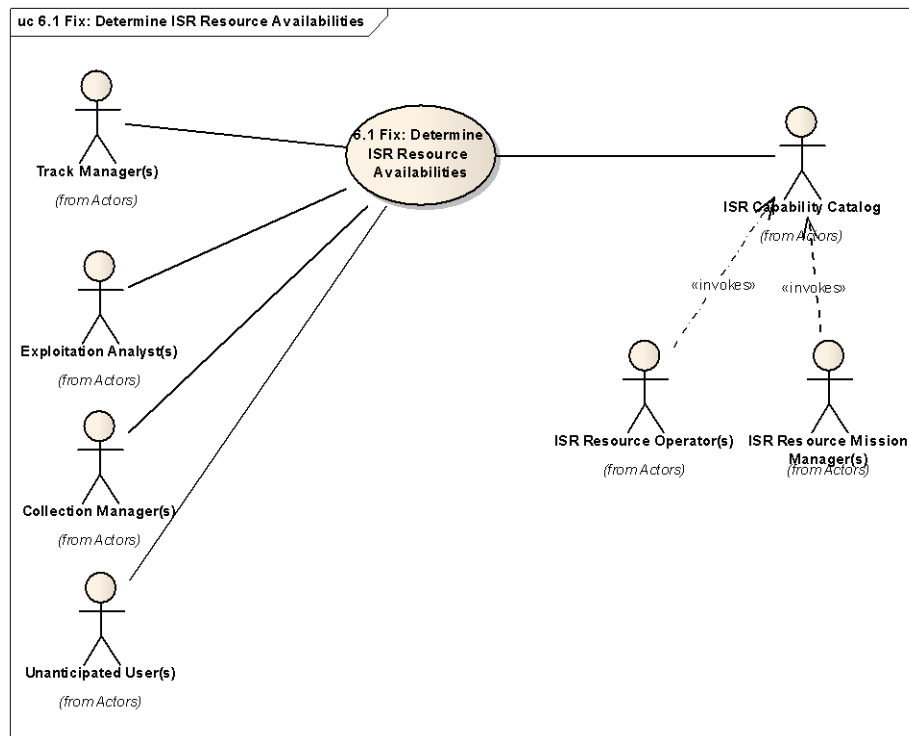 uc 6.1 Fix: Determine ISR Resource Availabilities
6.1 Fix: Determine
ISR Resource
Availabilities
Track Manager(s)
(from Actors)
ISR Capability Catalog
(from Actors)
«invokes»
«invokes»
Exploitation Analyst(s)
(from Actors)
ISR Resource Operator(s)
(from Actors)
ISR Resource Mission
Manager(s)
(from Actors)
Collection Manager(s)
(from Actors)
Unanticipated User(s)
(from Actors)